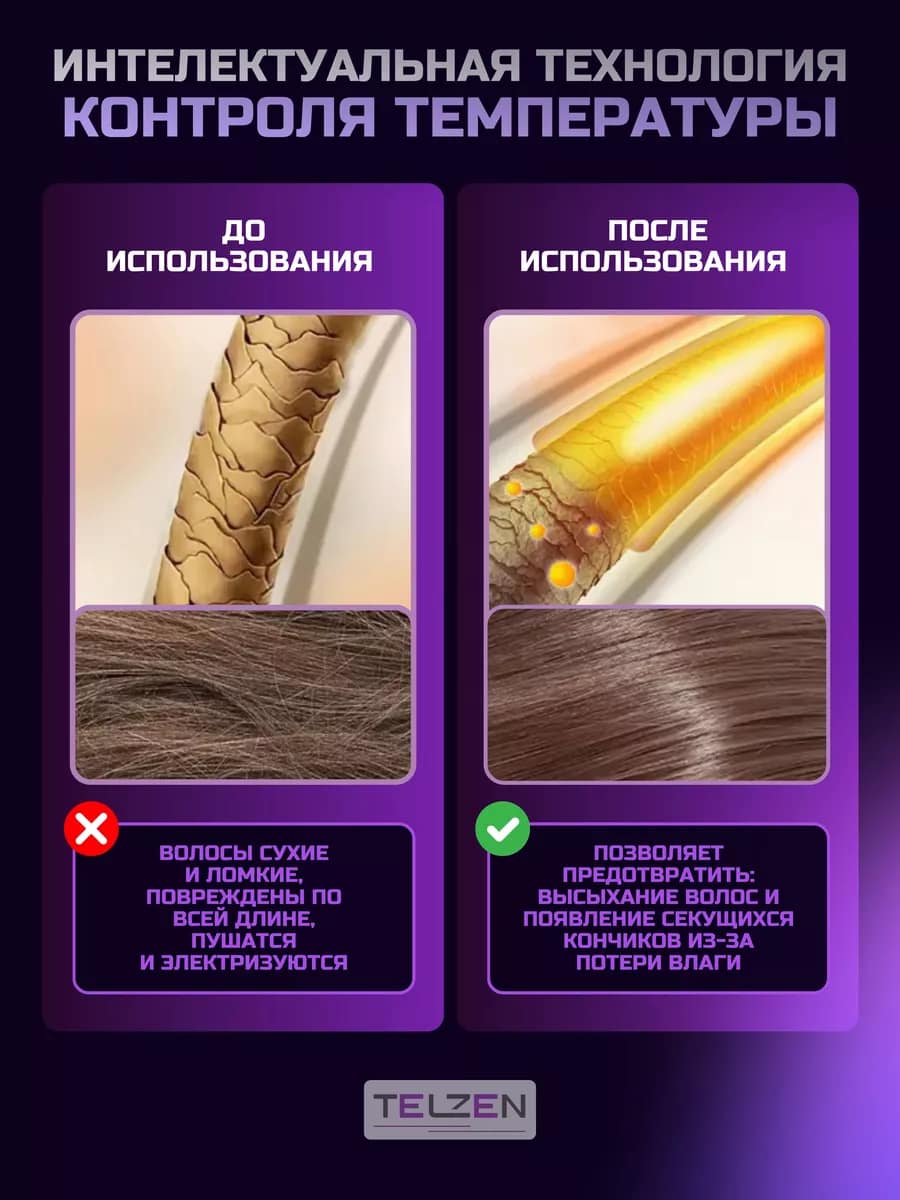 ИНТЕЛЕКТУАЛЬНАЯ ТЕХНОЛОГИЯ
КОНТРОЛЯ ТЕМПЕРАТУРЫ
ДО
ИСПОЛЬЗОВАНИЯ
ВОЛОСЫ СУХИЕ
И ЛОМКИЕ,
ПОВРЕЖДЕНЫ ПО
ВСЕЙ ДЛИНЕ,
ПУШАТСЯ
И ЭЛЕКТРИЗУЮТСЯ
ПОСЛЕ
ИСПОЛЬЗОВАНИЯ
ПОЗВОЛЯЕТ
ПРЕДОТВРАТИТЬ:
ВЫСЫХАНИЕ ВОЛОС И
ПОЯВЛЕНИЕ СЕКУЩИХСЯ
КОНЧИКОВ ИЗ-ЗА
ПОТЕРИ ВЛАГИ
TELZEN